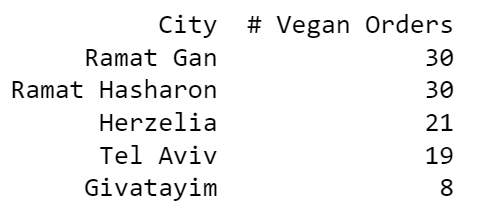 City # Vegan Orders
Ramat Gan 30
Ramat Hasharon 30
Herzelia 21
Tel Aviv 19
Givatayim 8